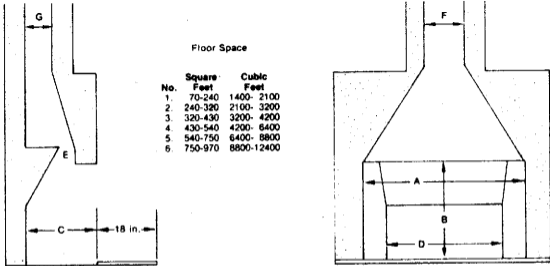 G
F
Floor Space
Square Cubic
No. Feet Feet
1. 70-240 1400- 2100
2. 240-320 2100- 3200
3. 320-430 3200- 4200
4. 430-540 4200- 6400
5. 540-750 6400- 8800
6. 750-970 8800-12400
E
A
B
C
18 in.
D